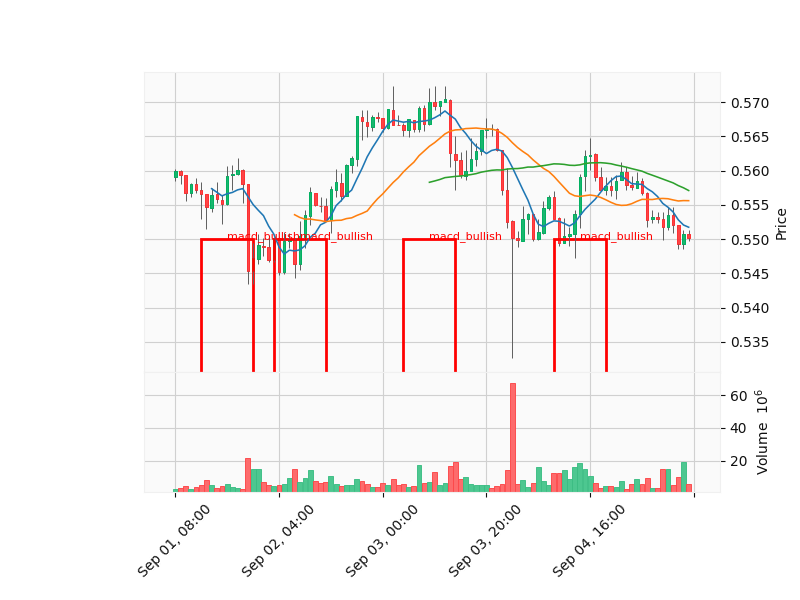 0.570
0.565
0.560
0.555
macd_bullish
macd_bullish
macd_bullish
macd_bullish
0.550
0.545
0.540
0.535
Price
60
40
20
Volume 10^6
Sep 01, 08:00
Sep 02, 04:00
Sep 03, 00:00
Sep 03, 20:00
Sep 04, 16:00